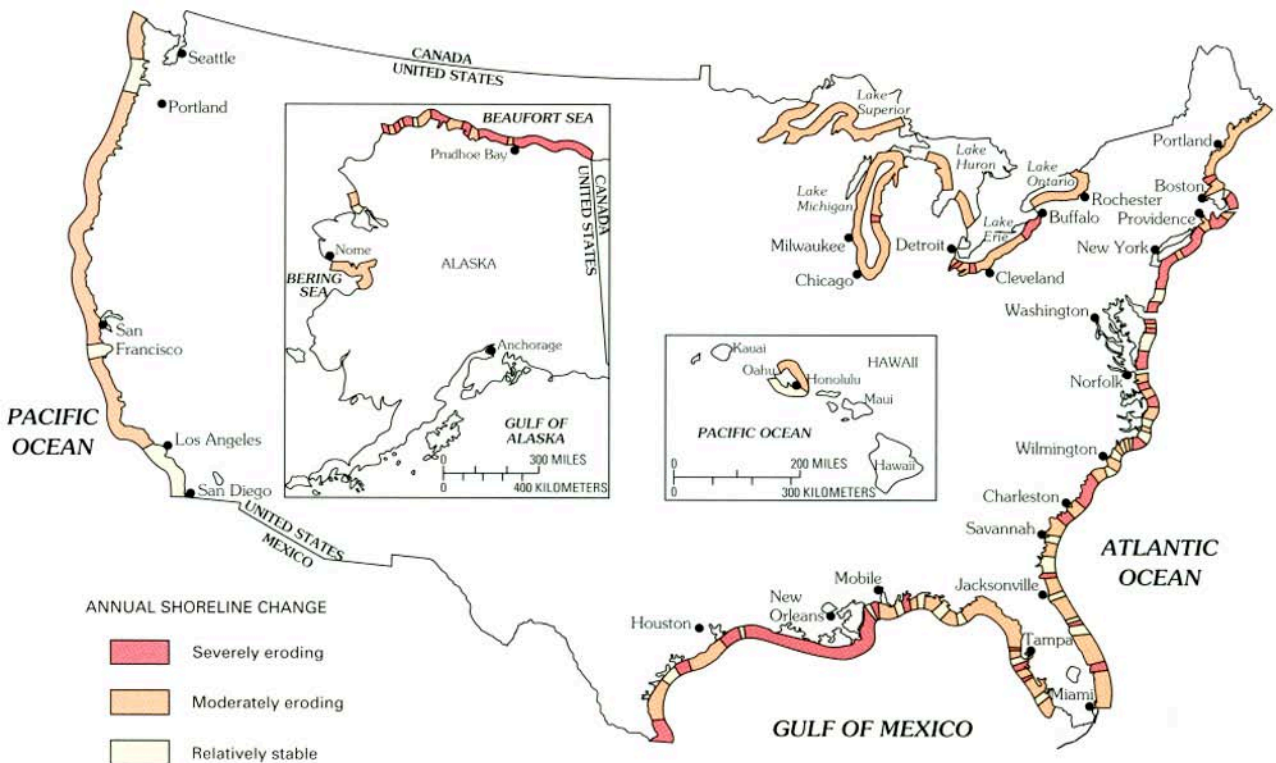 CANADA
UNITED STATES
Seattle
Portland
San
Francisco
PACIFIC
OCEAN
Los Angeles
San Diego
UNITED STATES
MEXICO
BEAUFORT SEA
Prudhoe Bay
CANADA
UNITED STATES
Nome
ALASKA
BERING
SEA
Anchorage
GULF OF
ALASKA
0 300 MILES
0 400 KILOMETERS
Kauai
HAWAII
Oahu
Honolulu
Maui
PACIFIC OCEAN
Hawaii
0 200 MILES
0 300 KILOMETERS
Lake
Superior
Lake
Huron
Lake
Michigan
Lake
Ontario
Lake
Erie
Milwaukee
Chicago
Detroit
Cleveland
Buffalo
Rochester
Portland
Boston
Providence
New York
Washington
Norfolk
Wilmington
Charleston
Savannah
ATLANTIC
OCEAN
Jacksonville
Mobile
New
Orleans
Houston
Tampa
Miami
GULF OF MEXICO
ANNUAL SHORELINE CHANGE
Severely eroding
Moderately eroding
Relatively stable